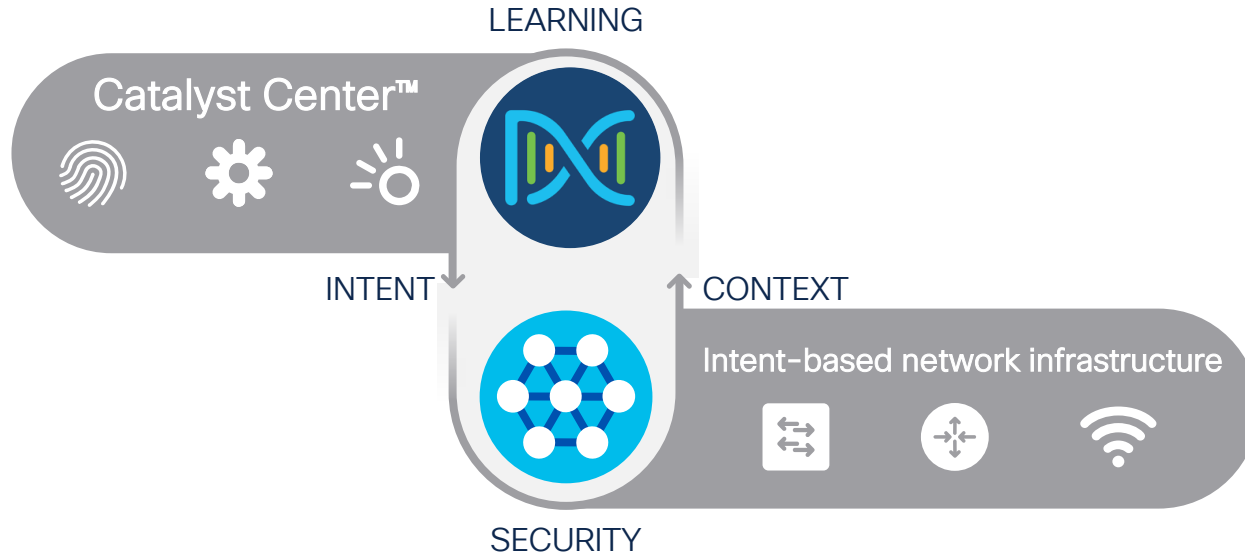 LEARNING
Catalyst Center™
INTENT
CONTEXT
Intent-based network infrastructure
SECURITY